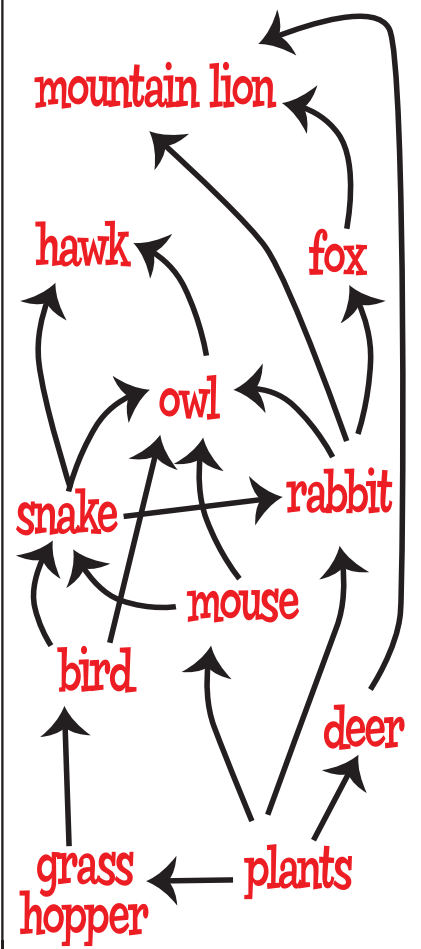 mountain lion
hawk
fox
owl
snake
rabbit
mouse
bird
deer
grass
hopper
plants